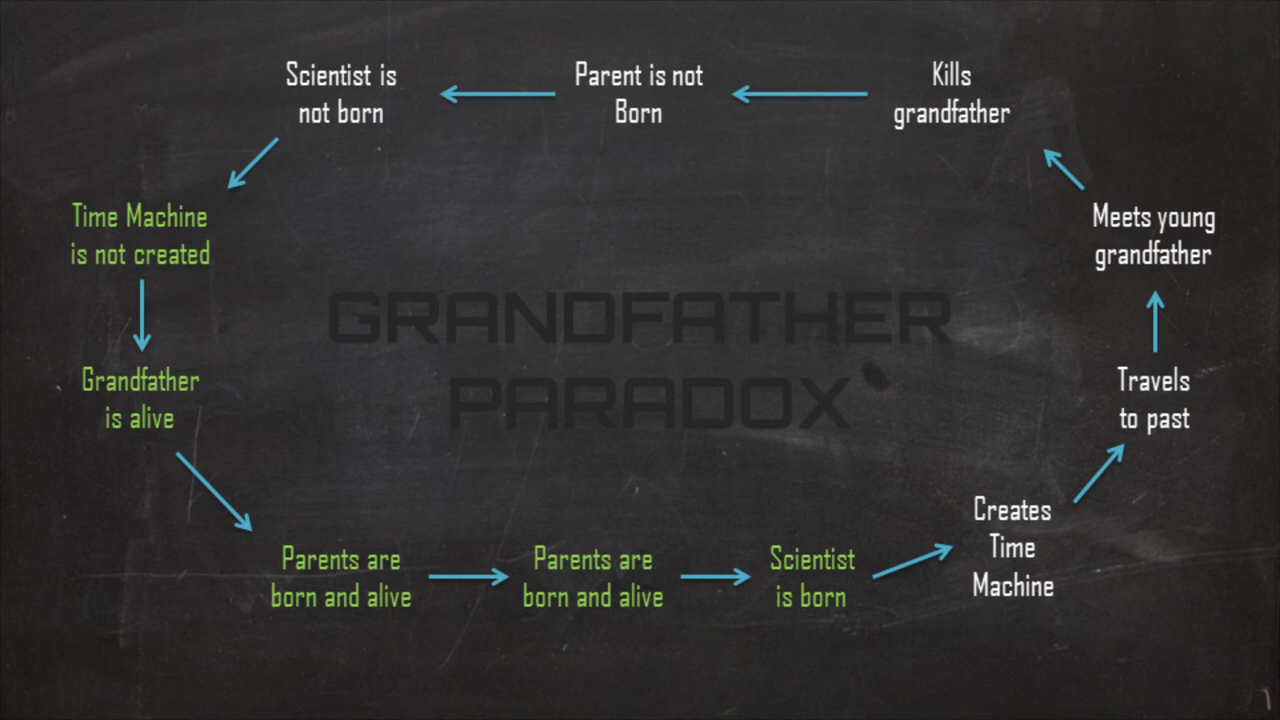 Scientist is
not born
Parent is not
Born
Kills
grandfather
Time Machine
is not created
Meets young
grandfather
GRANDFATHER
PARADOX
Grandfather
is alive
Travels
to past
Creates
Time
Machine
Parents are
born and alive
Parents are
born and alive
Scientist
is born